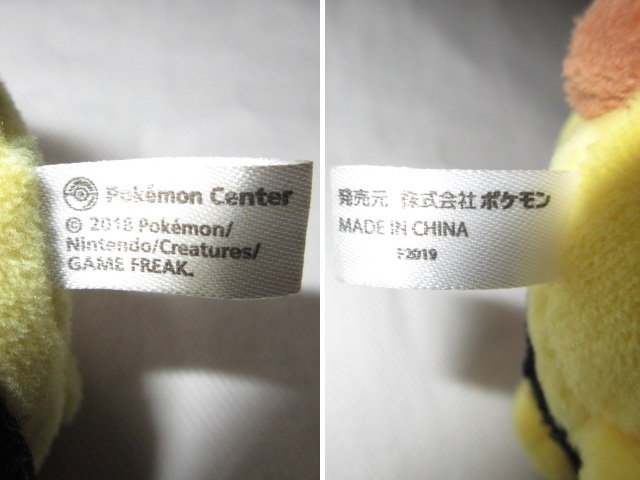 Pokémon Center
© 2018 Pokémon/
Nintendo/Creatures/
GAME FREAK.
発売元 株式会社ポケモン
MADE IN CHINA
F2019